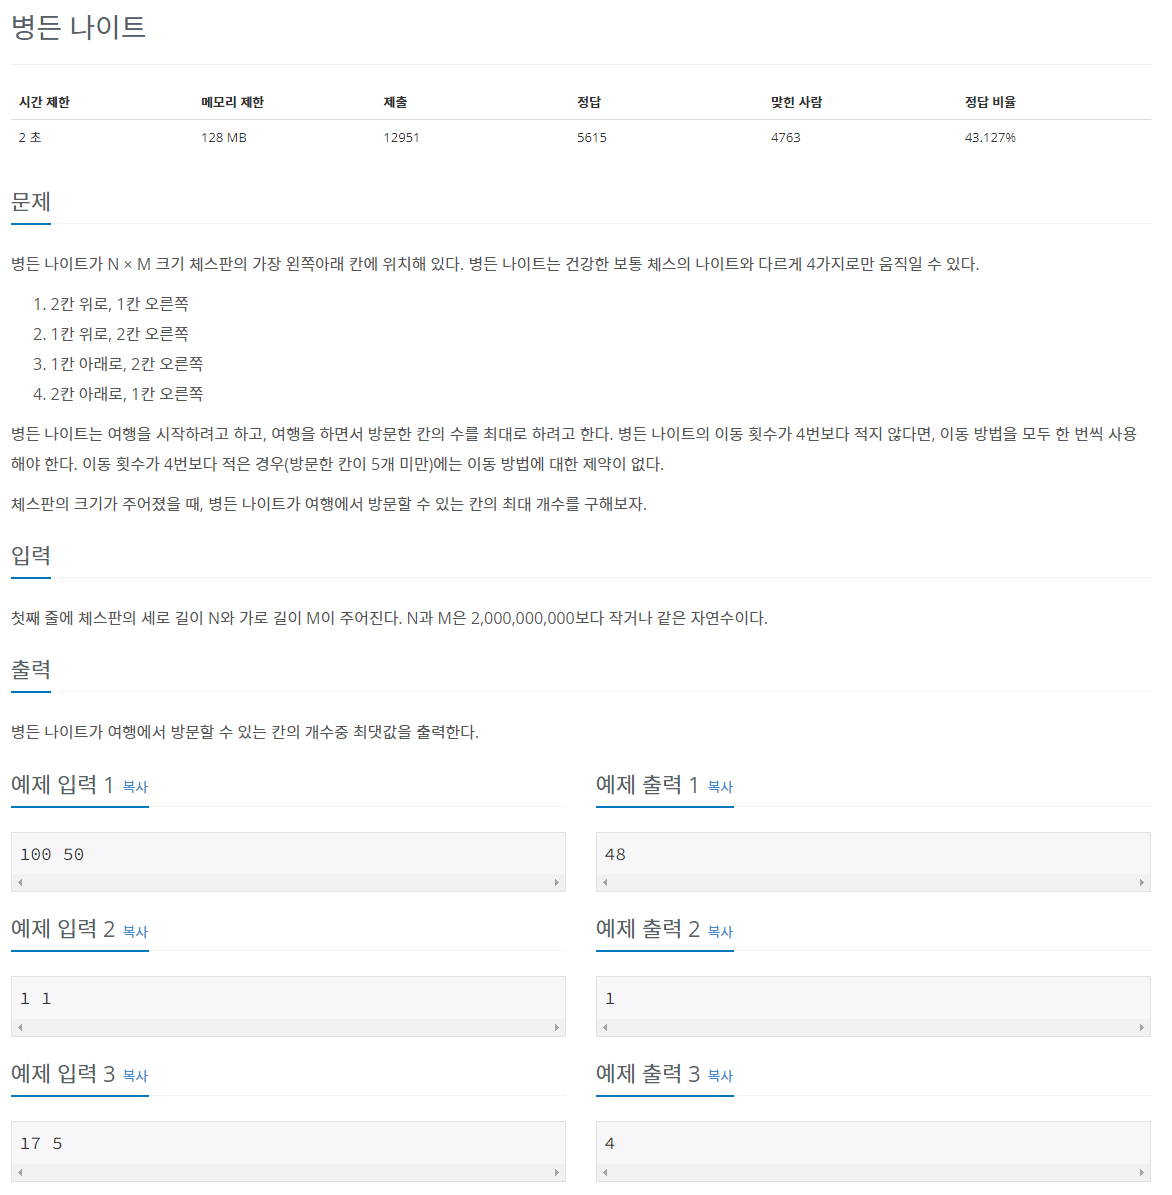 병든 나이트
시간 제한 메모리 제한 제출 정답 맞힌 사람 정답 비율
2 초 128 MB 12951 5615 4763 43.127%
문제
병든 나이트가 N × M 크기 체스판의 가장 왼쪽아래 칸에 위치해 있다. 병든 나이트는 건강한 보통 체스의 나이트와 다르게 4가지로만 움직일 수 있다.
1. 2칸 위로, 1칸 오른쪽
2. 1칸 위로, 2칸 오른쪽
3. 1칸 아래로, 2칸 오른쪽
4. 2칸 아래로, 1칸 오른쪽
병든 나이트는 여행을 시작하려고 하고, 여행을 하면서 방문한 칸의 수를 최대로 하려고 한다. 병든 나이트의 이동 횟수가 4번보다 적지 않다면, 이동 방법을 모두 한 번씩 사용
해야 한다. 이동 횟수가 4번보다 적은 경우(방문한 칸이 5개 미만)에는 이동 방법에 대한 제약이 없다.
체스판의 크기가 주어졌을 때, 병든 나이트가 여행에서 방문할 수 있는 칸의 최대 개수를 구해보자.
입력
첫째 줄에 체스판의 세로 길이 N와 가로 길이 M이 주어진다. N과 M은 2,000,000,000보다 작거나 같은 자연수이다.
출력
병든 나이트가 여행에서 방문할 수 있는 칸의 개수중 최댓값을 출력한다.
예제 입력 1 복사 예제 출력 1 복사
100 50 48
예제 입력 2 복사 예제 출력 2 복사
1 1 1
예제 입력 3 복사 예제 출력 3 복사
17 5 4